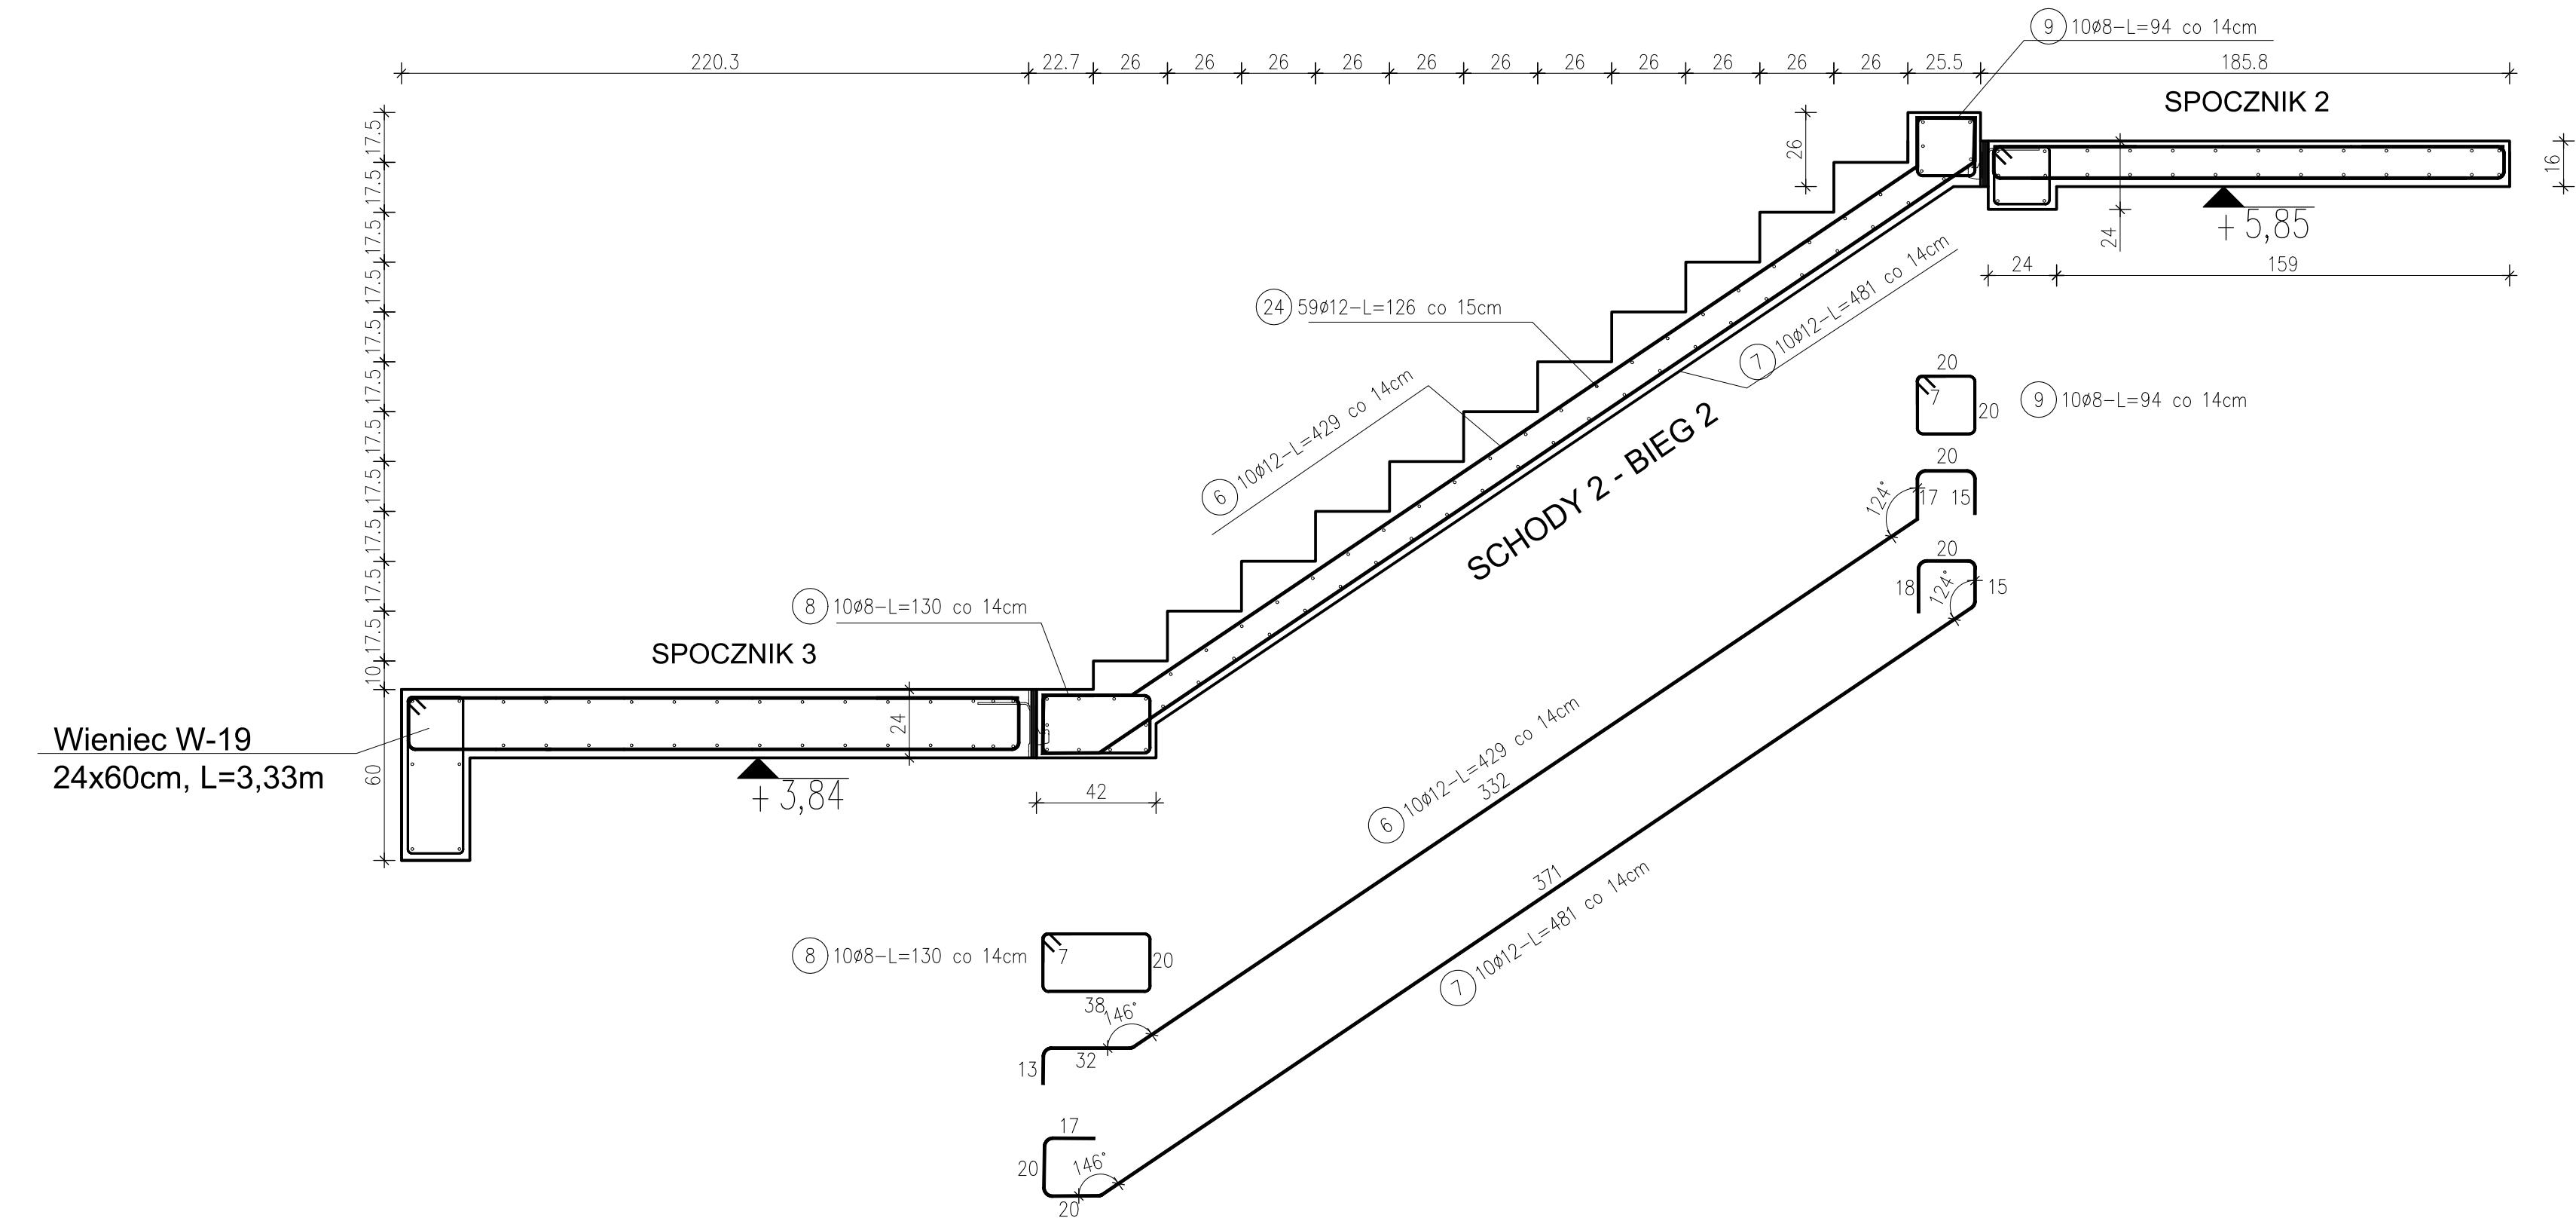 9 10ø8-L=94 co 14cm
220.3 22.7 26 26 26 26 26 26 26 26 26 26 26 25.5 185.8
SPOCZNIK 2
17.5
17.5
17.5
17.5
17.5
17.5
17.5
17.5
17.5
17.5
17.5
10
60
26
16
24
+ 5,85
24 159
24 59ø12-L=126 co 15cm
7 10ø12-L=481 co 14cm
6 10ø12-L=429 co 14cm
SCHODY 2 - BIEG 2
20
7
20
9 10ø8-L=94 co 14cm
20
124°
17 15
20
18
124°
15
8 10ø8-L=130 co 14cm
SPOCZNIK 3
24
Wieniec W-19
24x60cm, L=3,33m
+ 3,84
42
6 10ø12-L=429 co 14cm
332
371
7 10ø12-L=481 co 14cm
8 10ø8-L=130 co 14cm
7
20
38
146°
13
32
17
20
146°
20